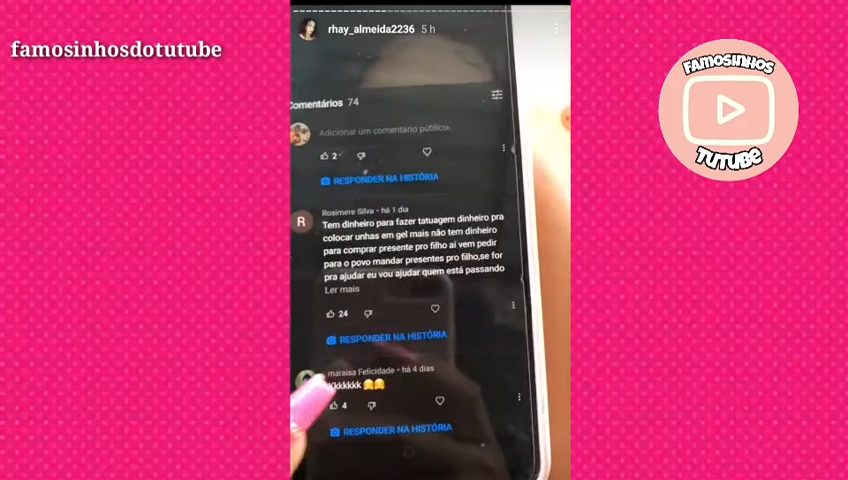 famosinhosdotutube
rhay_almeida2236 5 h
FAMOSINHOS
TUTUBE
Comentários 74
Adicionar um comentário público.
2
RESPONDER NA HISTÓRIA
R
Rosimere Silva • há 1 dia
Tem dinheiro para fazer tatuagem dinheiro pra
colocar unhas em gel mais não tem dinheiro
para comprar presente pro filho aí vem pedir
para o povo mandar presentes pro filho,se for
pra ajudar eu vou ajudar quem está passando
Ler mais
24
RESPONDER NA HISTÓRIA
maraisa Felicidade • há 4 dias
Kkkkkkk
4
RESPONDER NA HISTÓRIA